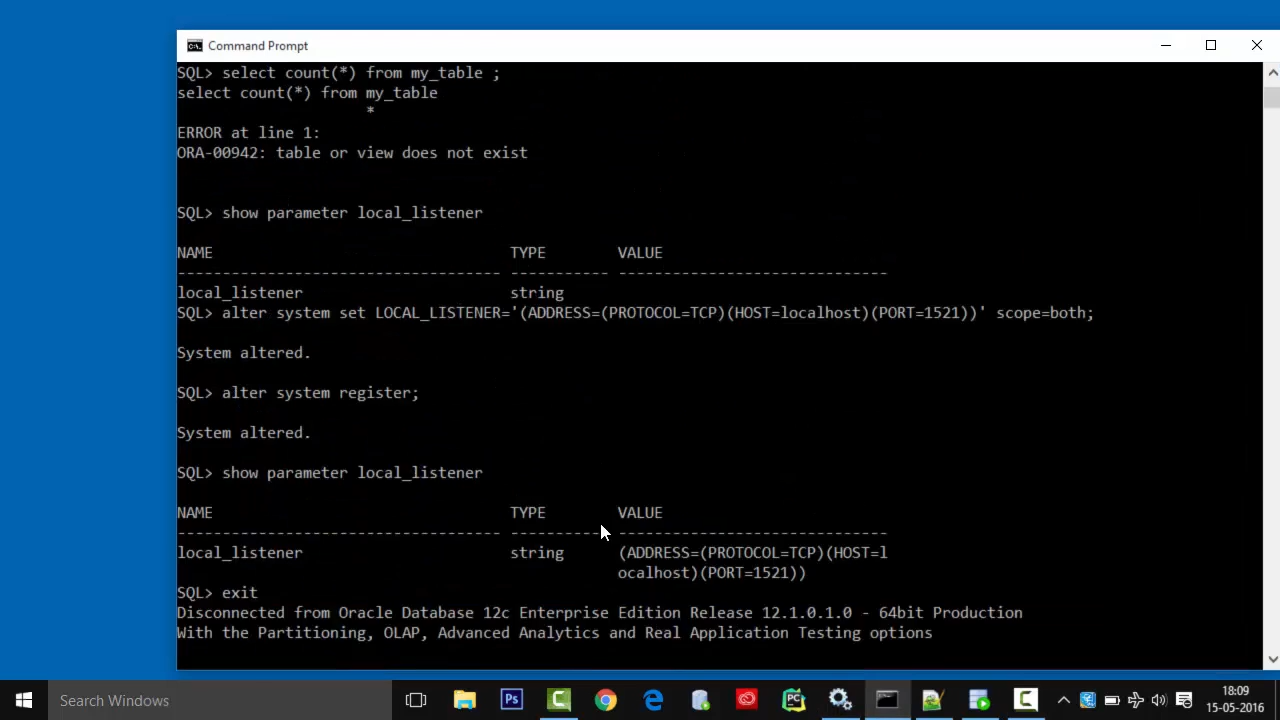 Command Prompt
SQL> select count(*) from my_table ;
select count(*) from my_table
*
ERROR at line 1:
ORA-00942: table or view does not exist
SQL> show parameter local_listener
NAME TYPE VALUE
------------------------------------ ----------- ------------------------------
local_listener string
SQL> alter system set LOCAL_LISTENER='(ADDRESS=(PROTOCOL=TCP)(HOST=localhost)(PORT=1521))' scope=both;
System altered.
SQL> alter system register;
System altered.
SQL> show parameter local_listener
NAME TYPE VALUE
------------------------------------ ----------- ------------------------------
local_listener string (ADDRESS=(PROTOCOL=TCP)(HOST=l
ocalhost)(PORT=1521))
SQL> exit
Disconnected from Oracle Database 12c Enterprise Edition Release 12.1.0.1.0 - 64bit Production
With the Partitioning, OLAP, Advanced Analytics and Real Application Testing options
Search Windows
Ps
PC
18:09
15-05-2016